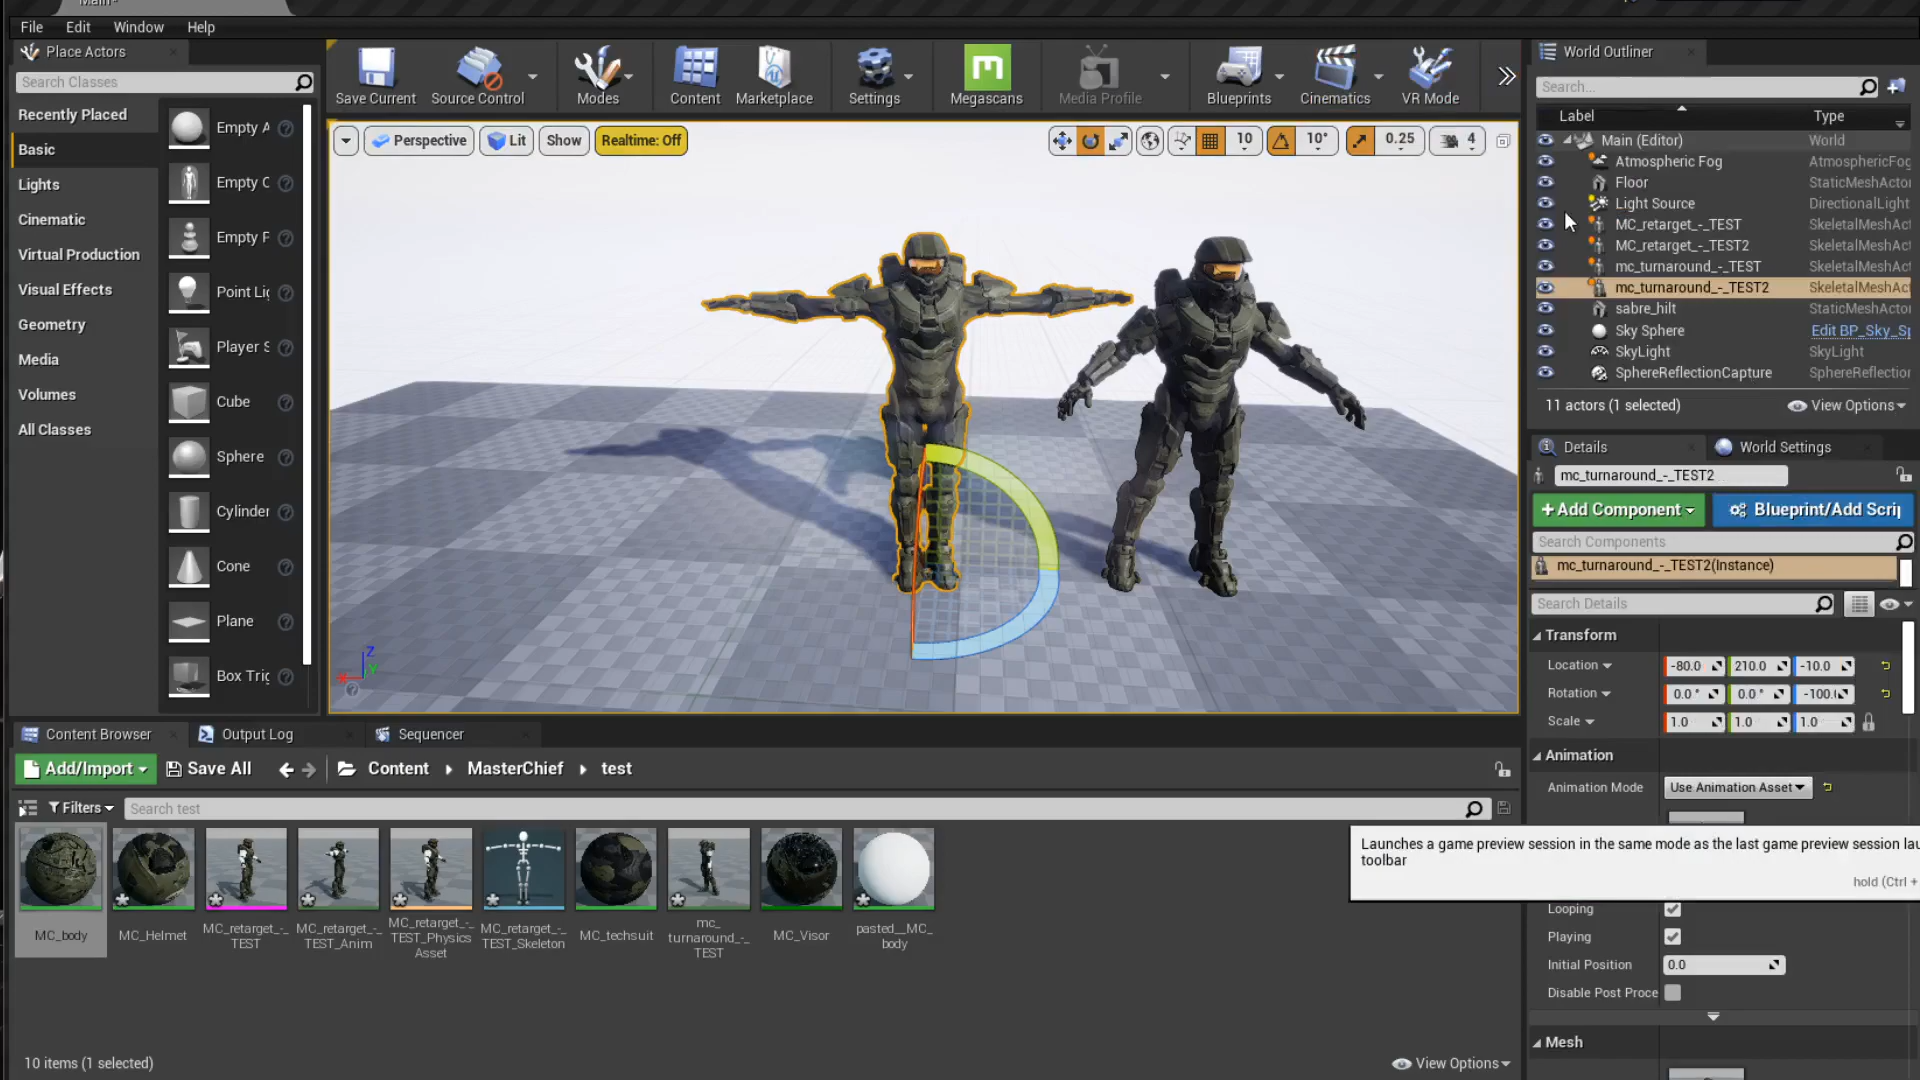 Main*
File Edit Window Help
Place Actors
Search Classes
Recently Placed
Basic
Lights
Cinematic
Virtual Production
Visual Effects
Geometry
Media
Volumes
All Classes
Empty A
Empty C
Empty P
Point Lig
Player S
Cube
Sphere
Cylinder
Cone
Plane
Box Trig
Save Current
Source Control
Modes
Content
Marketplace
Settings
Megascans
Media Profile
Blueprints
Cinematics
VR Mode
Perspective
Lit
Show
Realtime: Off
10
10°
0.25
4
World Outliner
Search...
Label Type
Main (Editor) World
Atmospheric Fog AtmosphericFog
Floor StaticMeshActo
Light Source DirectionalLight
MC_retarget_-_TEST SkeletalMeshAct
MC_retarget_-_TEST2 SkeletalMeshAct
mc_turnaround_-_TEST SkeletalMeshAct
mc_turnaround_-_TEST2 SkeletalMeshAct
sabre_hilt StaticMeshActo
Sky Sphere Edit BP_Sky_Sp
SkyLight SkyLight
SphereReflectionCapture SphereReflection
11 actors (1 selected)
View Options
Details
World Settings
mc_turnaround_-_TEST2
+Add Component
Blueprint/Add Scrip
Search Components
mc_turnaround_-_TEST2(Instance)
Search Details
Transform
Location -80.0 210.0 -10.0
Rotation 0.0 ° 0.0 ° -100.
Scale 1.0 1.0 1.0
Animation
Animation Mode Use Animation Asset
Launches a game preview session in the same mode as the last game preview session lau
toolbar
hold (Ctrl +
Looping
Playing
Initial Position 0.0
Disable Post Proce
Mesh
Z
Y
Content Browser
Output Log
Sequencer
Add/Import
Save All
Content MasterChief test
Filters
Search test
MC_body
MC_Helmet
MC_retarget_-_
TEST
MC_retarget_-_
TEST_Anim
MC_retarget_-_
TEST_Physics
Asset
MC_retarget_-_
TEST_Skeleton
MC_techsuit
mc_
turnaround_-_
TEST
MC_Visor
pasted__MC_
body
10 items (1 selected)
View Options